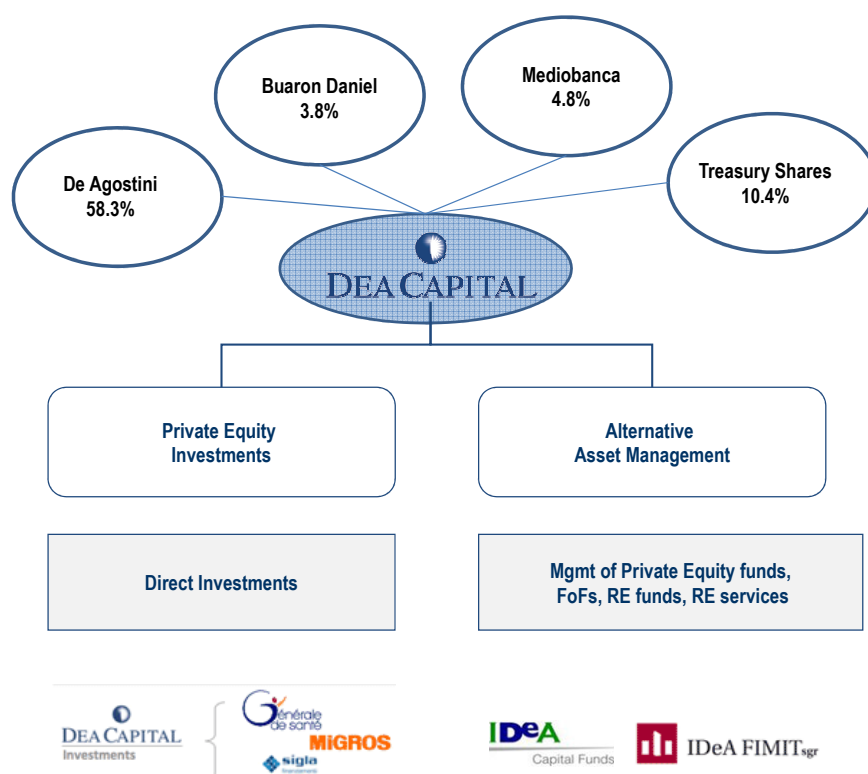 Buaron Daniel
3.8%
Mediobanca
4.8%
De Agostini
58.3%
Treasury Shares
10.4%
DEA CAPITAL
Private Equity
Investments
Alternative
Asset Management
Direct Investments
Mgmt of Private Equity funds,
FoFs, RE funds, RE services
DEA CAPITAL
Investments
Générale
de santé
MiGROS
sigla
finanziamenti
IDeA
Capital Funds
IDeA FIMIT sgr